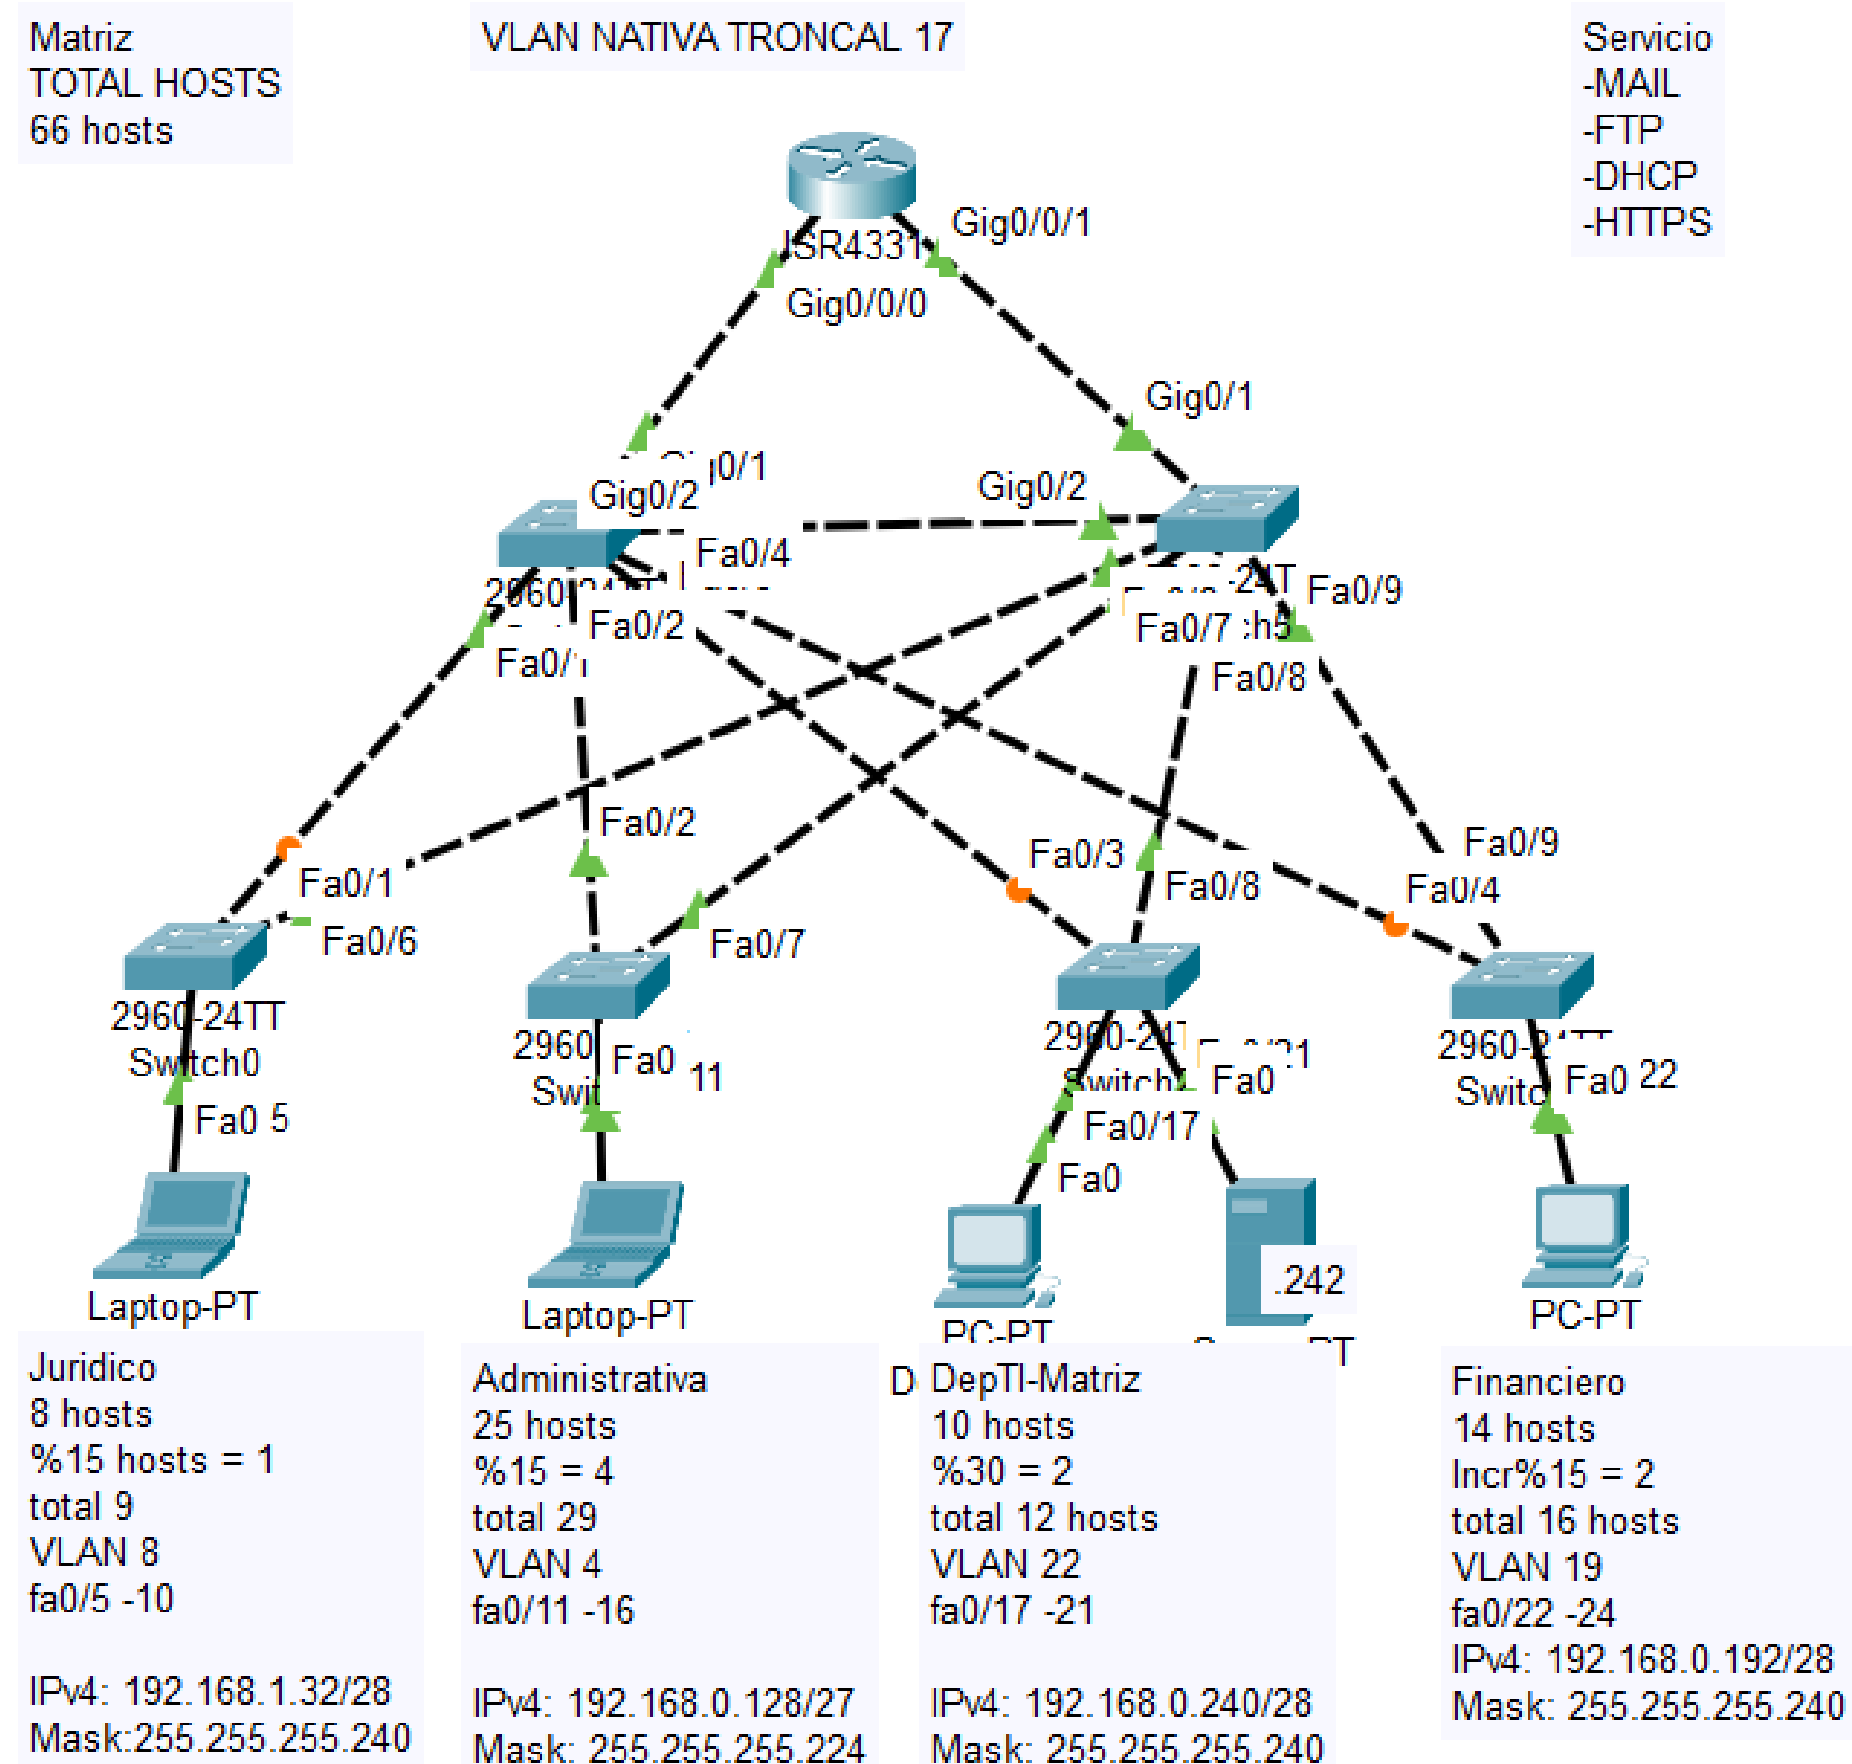 Matriz
TOTAL HOSTS
66 hosts
VLAN NATIVA TRONCAL 17
Servicio
-MAIL
-FTP
-DHCP
-HTTPS
Gig0/0/1
ISR4331
Gig0/0/0
Gig0/1
Gig0/2
Gig0/2
Fa0/4
Fa0/2
Fa0/9
Fa0/7
Fa0/8
Fa0/2
Fa0/3
Fa0/9
Fa0/1
Fa0/8
Fa0/4
Fa0/6
Fa0/7
2960-24TT
Switch0
2960
Fa0
11
Fa0
Fa0 22
Fa0 5
Fa0/17
Fa0
.242
Laptop-PT
Laptop-PT
PC-PT
PC-PT
Juridico
8 hosts
%15 hosts = 1
total 9
VLAN 8
fa0/5 -10
IPv4: 192.168.1.32/28
Mask:255.255.255.240
Administrativa
25 hosts
%15 = 4
total 29
VLAN 4
fa0/11 -16
IPv4: 192.168.0.128/27
Mask: 255.255.255.224
DepTI-Matriz
10 hosts
%30 = 2
total 12 hosts
VLAN 22
fa0/17 -21
IPv4: 192.168.0.240/28
Mask: 255.255.255.240
Financiero
14 hosts
Incr%15 = 2
total 16 hosts
VLAN 19
fa0/22 -24
IPv4: 192.168.0.192/28
Mask: 255.255.255.240